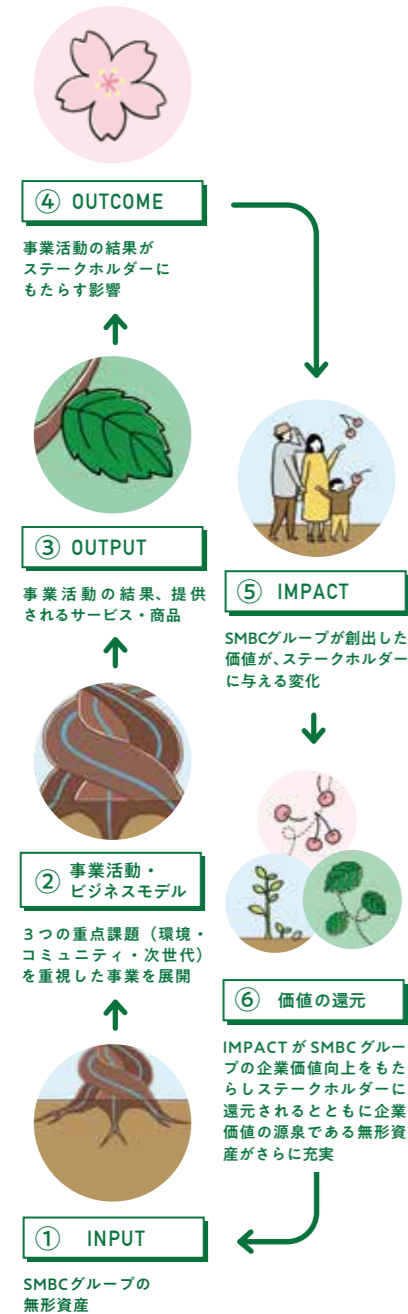 ④ OUTCOME
事業活動の結果が
ステークホルダーに
もたらす影響
③ OUTPUT
事業活動の結果、提供
されるサービス・商品
② 事業活動・
ビジネスモデル
3つの重点課題（環境・
コミュニティ・次世代）
を重視した事業を展開
① INPUT
SMBCグループの
無形資産
⑤ IMPACT
SMBCグループが創出した
価値が、ステークホルダー
に与える変化
⑥ 価値の還元
IMPACTがSMBCグルー
プの企業価値向上をもた
らしステークホルダーに
還元されるとともに企業
価値の源泉である無形資
産がさらに充実